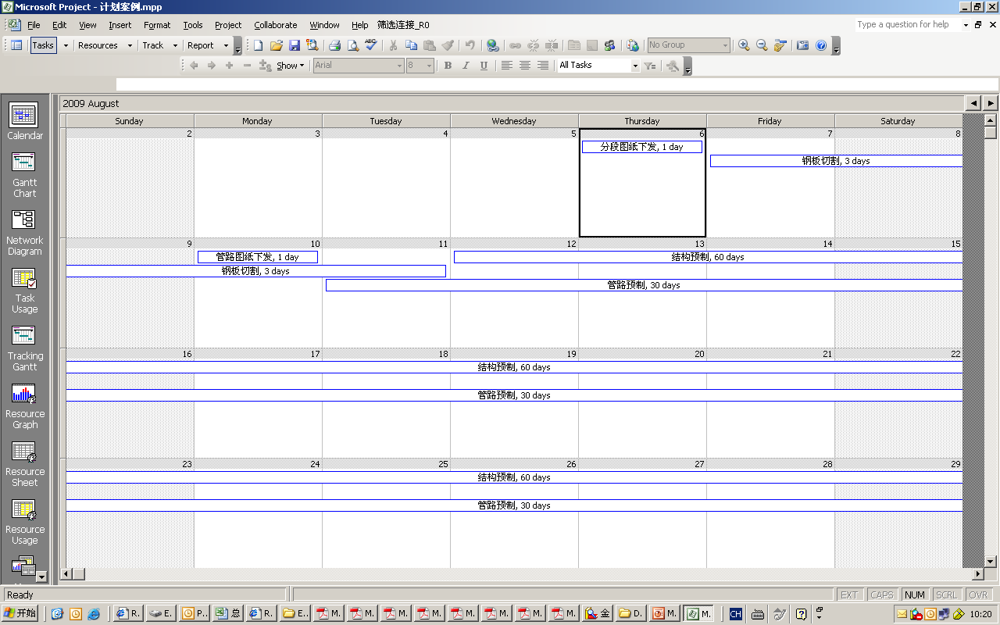 Microsoft Project - 计划案例.mpp
File Edit View Insert Format Tools Project Collaborate Window Help 筛选连接_R0 Type a question for help
Tasks Resources Track Report No Group
Show Arial 8 B I U All Tasks
2009 August
Sunday Monday Tuesday Wednesday Thursday Friday Saturday
2 3 4 5 6 7 8
分段图纸下发, 1 day
钢板切割, 3 days
9 10 11 12 13 14 15
管路图纸下发, 1 day 结构预制, 60 days
钢板切割, 3 days
管路预制, 30 days
16 17 18 19 20 21 22
结构预制, 60 days
管路预制, 30 days
23 24 25 26 27 28 29
结构预制, 60 days
管路预制, 30 days
Calendar
Gantt
Chart
Network
Diagram
Task
Usage
Tracking
Gantt
Resource
Graph
Resource
Sheet
Resource
Usage
Ready EXT CAPS NUM SCRL OVR
开始 R. E. P.. 总 R. E.. M. M. M. M. M. M. M. M. 金 D. M. M. CH 10:20